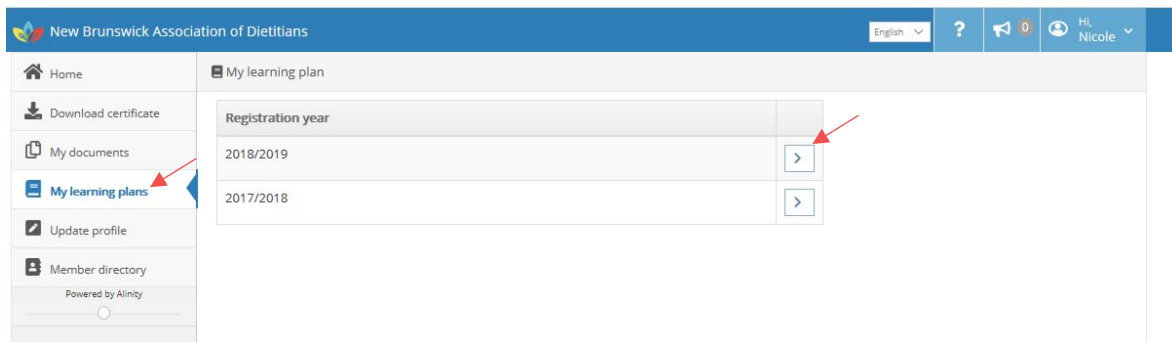 New Brunswick Association of Dietitians
English
?
0
Hi,
Nicole
Home
Download certificate
My documents
My learning plans
Update profile
Member directory
Powered by Alinity
My learning plan
Registration year
2018/2019
2017/2018